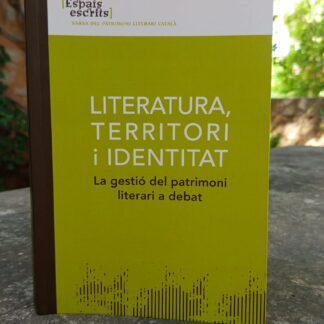 [Espais
escrits]
XARXA DEL PATRIMONI LITERARI CATALÀ
LITERATURA,
TERRITORI
i IDENTITAT
La gestió del patrimoni
literari a debat